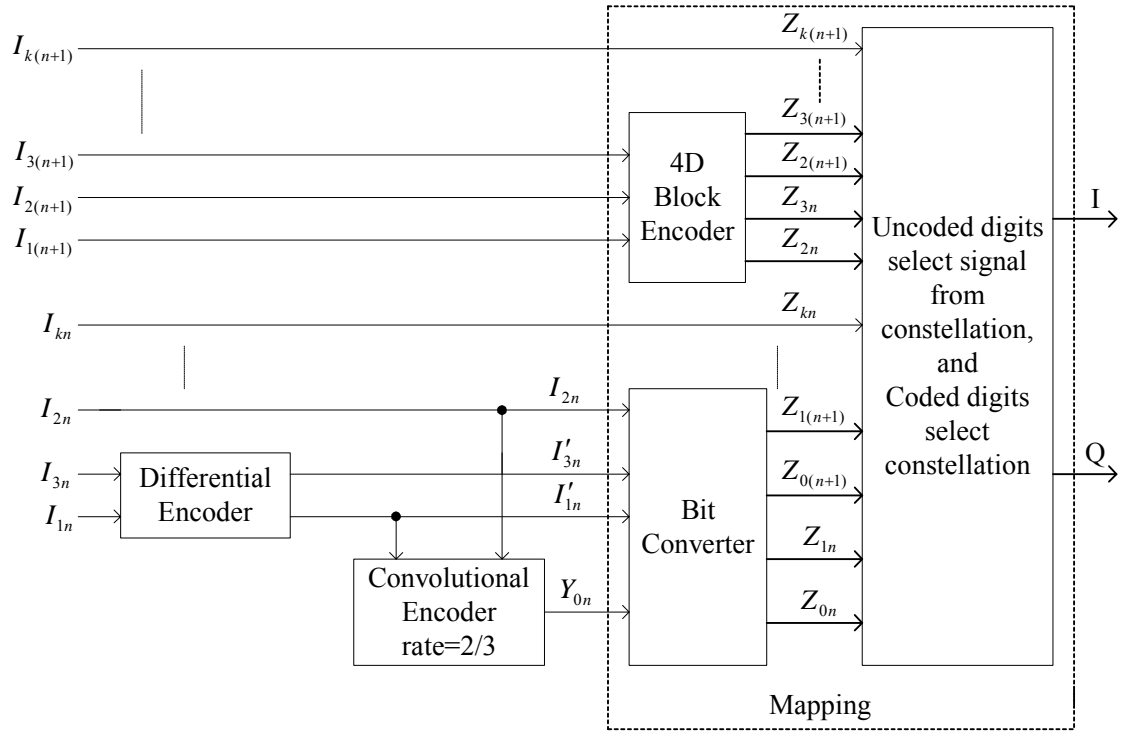 I_{k(n+1)}
Z_{k(n+1)}
I_{3(n+1)}
I_{2(n+1)}
I_{1(n+1)}
4D
Block
Encoder
Z_{3(n+1)}
Z_{2(n+1)}
Z_{3n}
Z_{2n}
I_{kn}
Z_{kn}
Uncoded digits
select signal
from
constellation,
and
Coded digits
select
constellation
I
Q
I_{2n}
I_{2n}
I_{3n}
I_{1n}
Differential
Encoder
I'_{3n}
I'_{1n}
Convolutional
Encoder
rate=2/3
Y_{0n}
Bit
Converter
Z_{1(n+1)}
Z_{0(n+1)}
Z_{1n}
Z_{0n}
Mapping